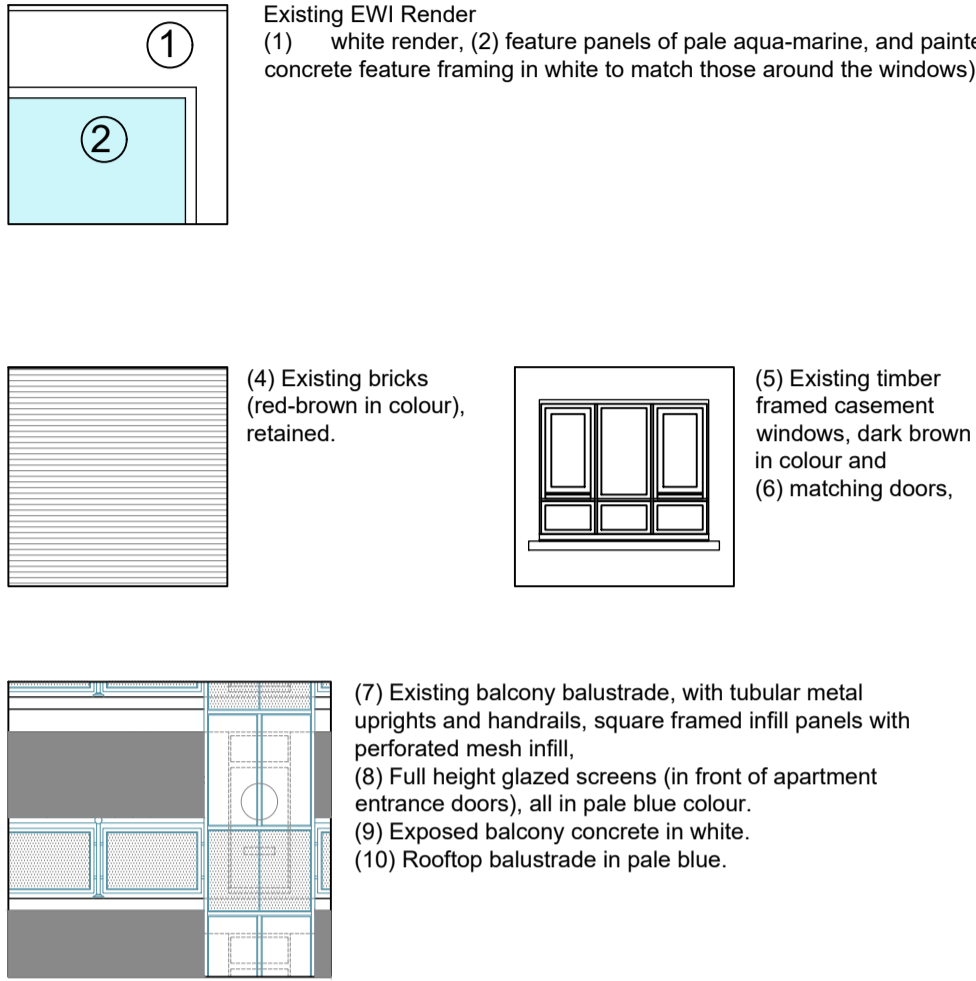 Existing EWI Render
(1) white render, (2) feature panels of pale aqua-marine, and
concrete feature framing in white to match those around the windows)
1
2
(4) Existing bricks
(red-brown in colour),
retained.
(5) Existing timber
framed casement
windows, dark brown
in colour and
(6) matching doors,
(7) Existing balcony balustrade, with tubular metal
uprights and handrails, square framed infill panels with
perforated mesh infill,
(8) Full height glazed screens (in front of apartment
entrance doors), all in pale blue colour.
(9) Exposed balcony concrete in white.
(10) Rooftop balustrade in pale blue.